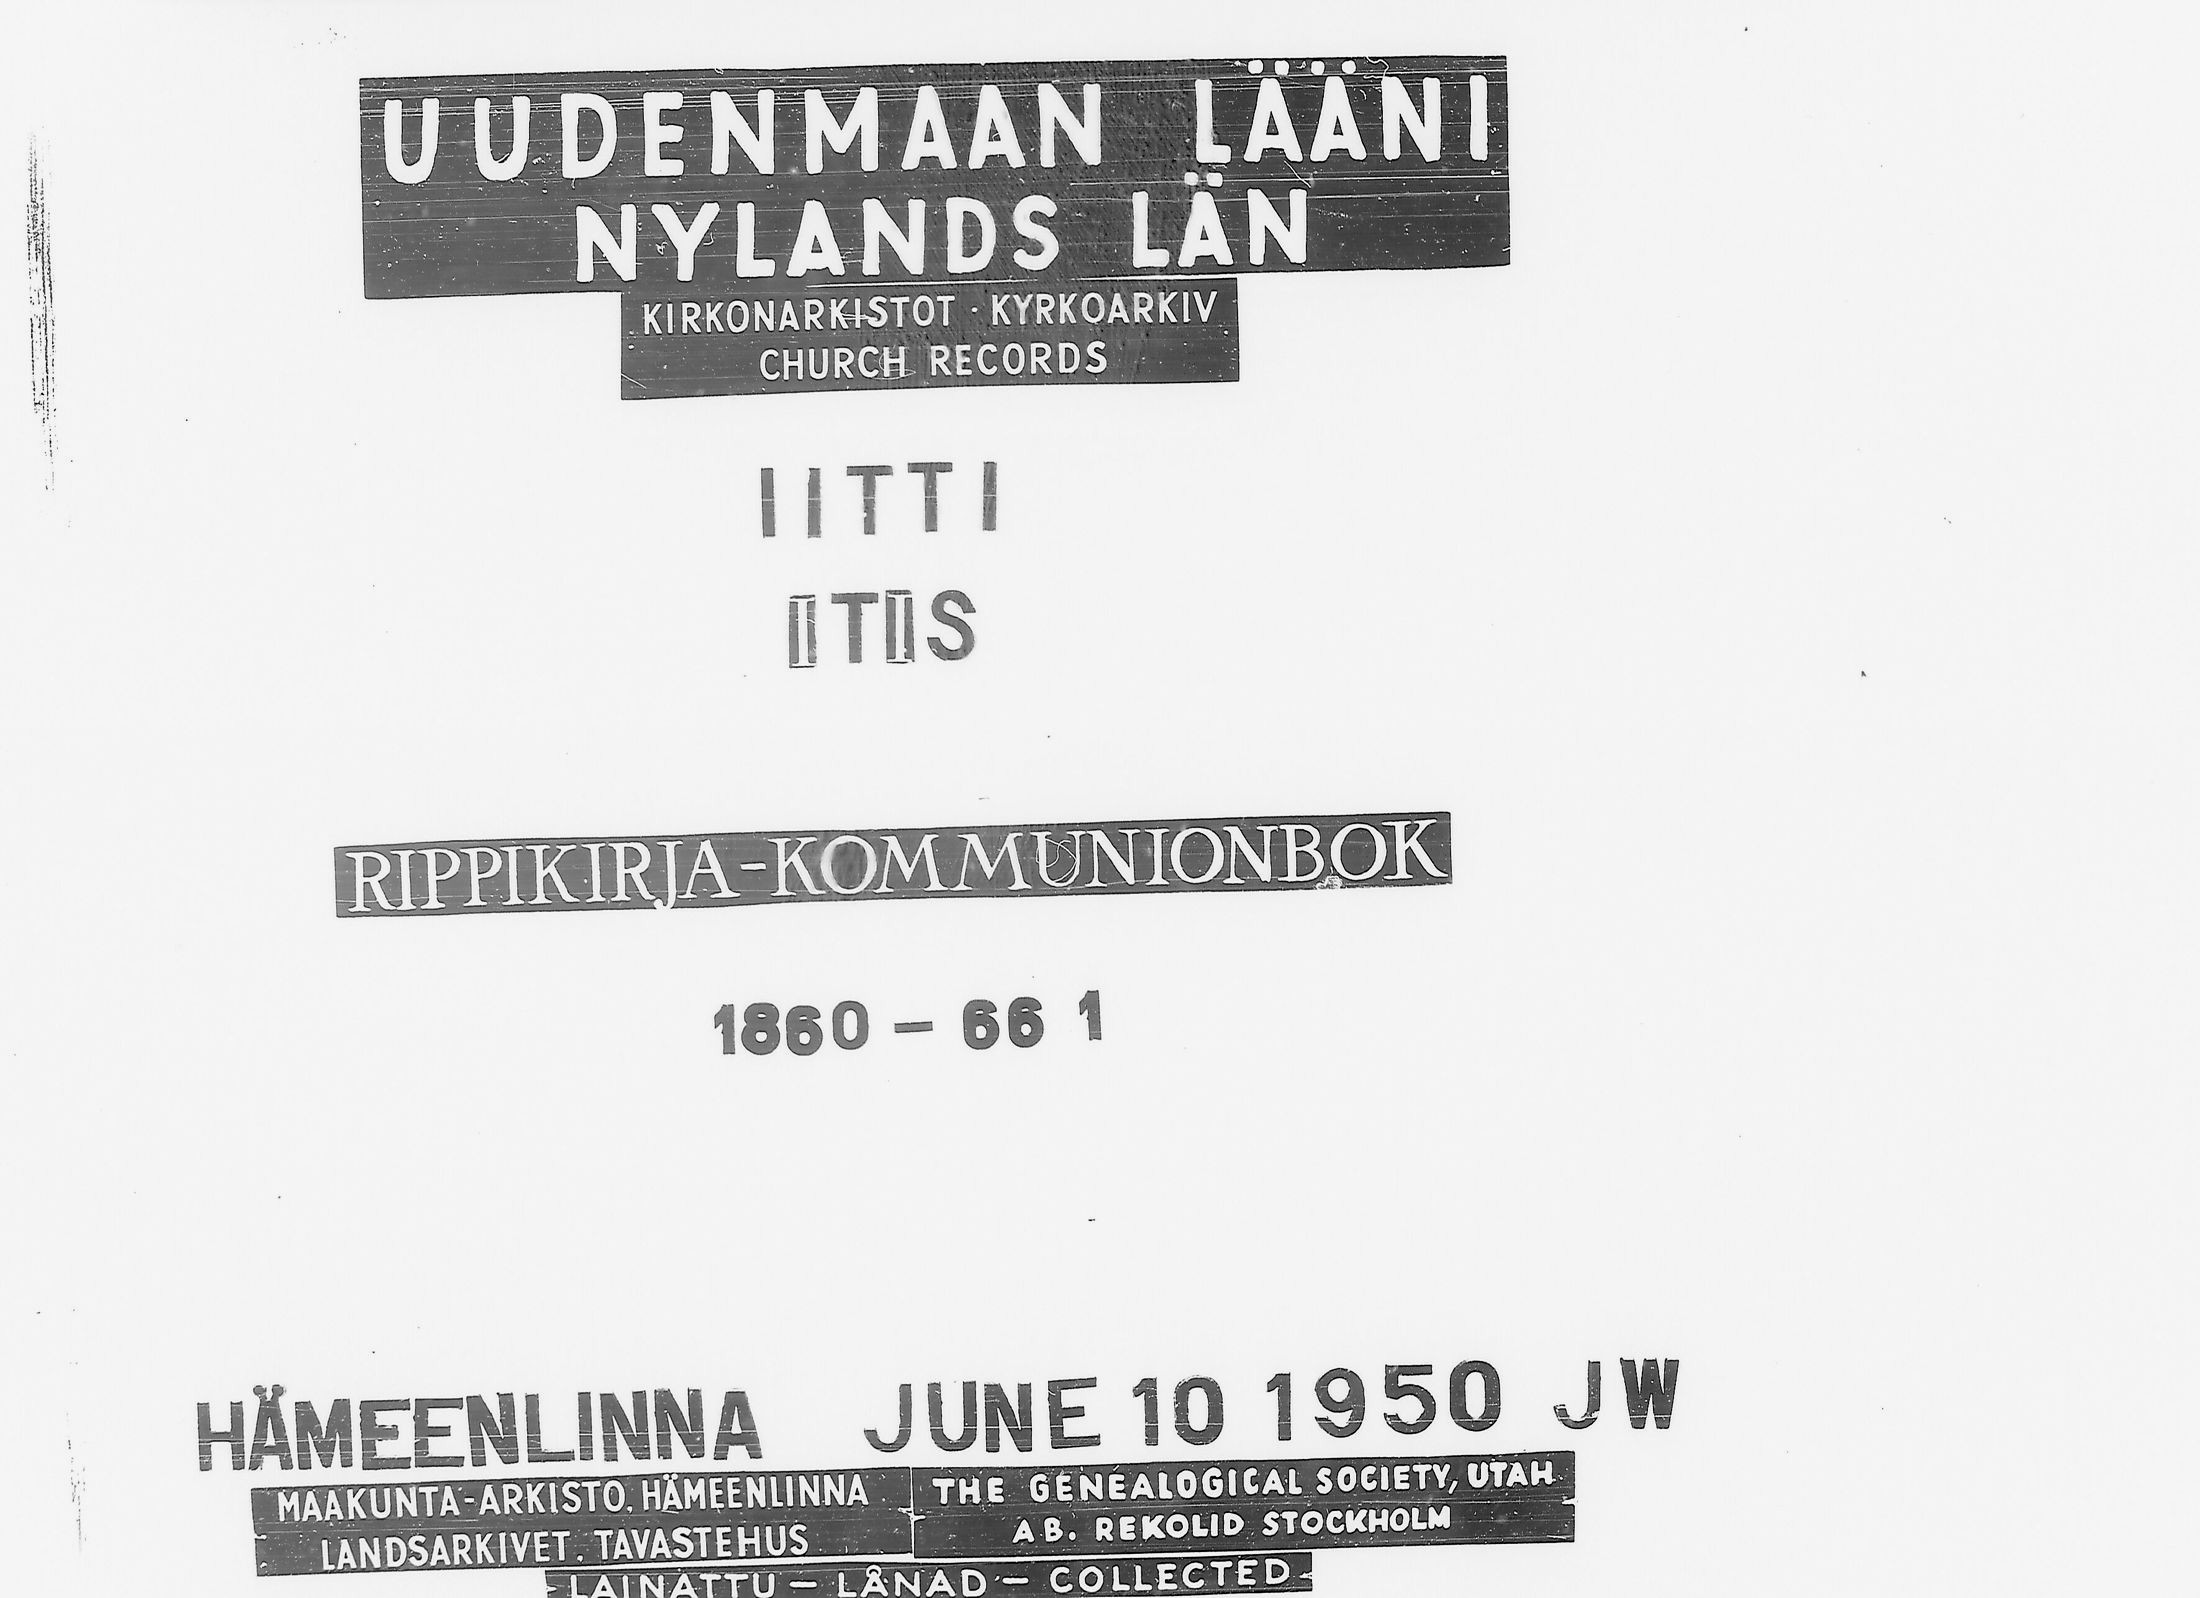 UUDENMAAN LÄÄNI
NYLANDS LÄN
KIRKONARKISTOT · KYRKOARKIV
CHURCH RECORDS
IITTI
ITIS
RIPPIKIRJA-KOMMUNIONBOK
1860 – 66 1
HÄMEENLINNA JUNE 10 1950 JW
MAAKUNTA-ARKISTO, HÄMEENLINNA
LANDSARKIVET, TAVASTEHUS
THE GENEALOGICAL SOCIETY, UTAH
AB. REKOLID STOCKHOLM
LAINATTU – LÅNAD – COLLECTED